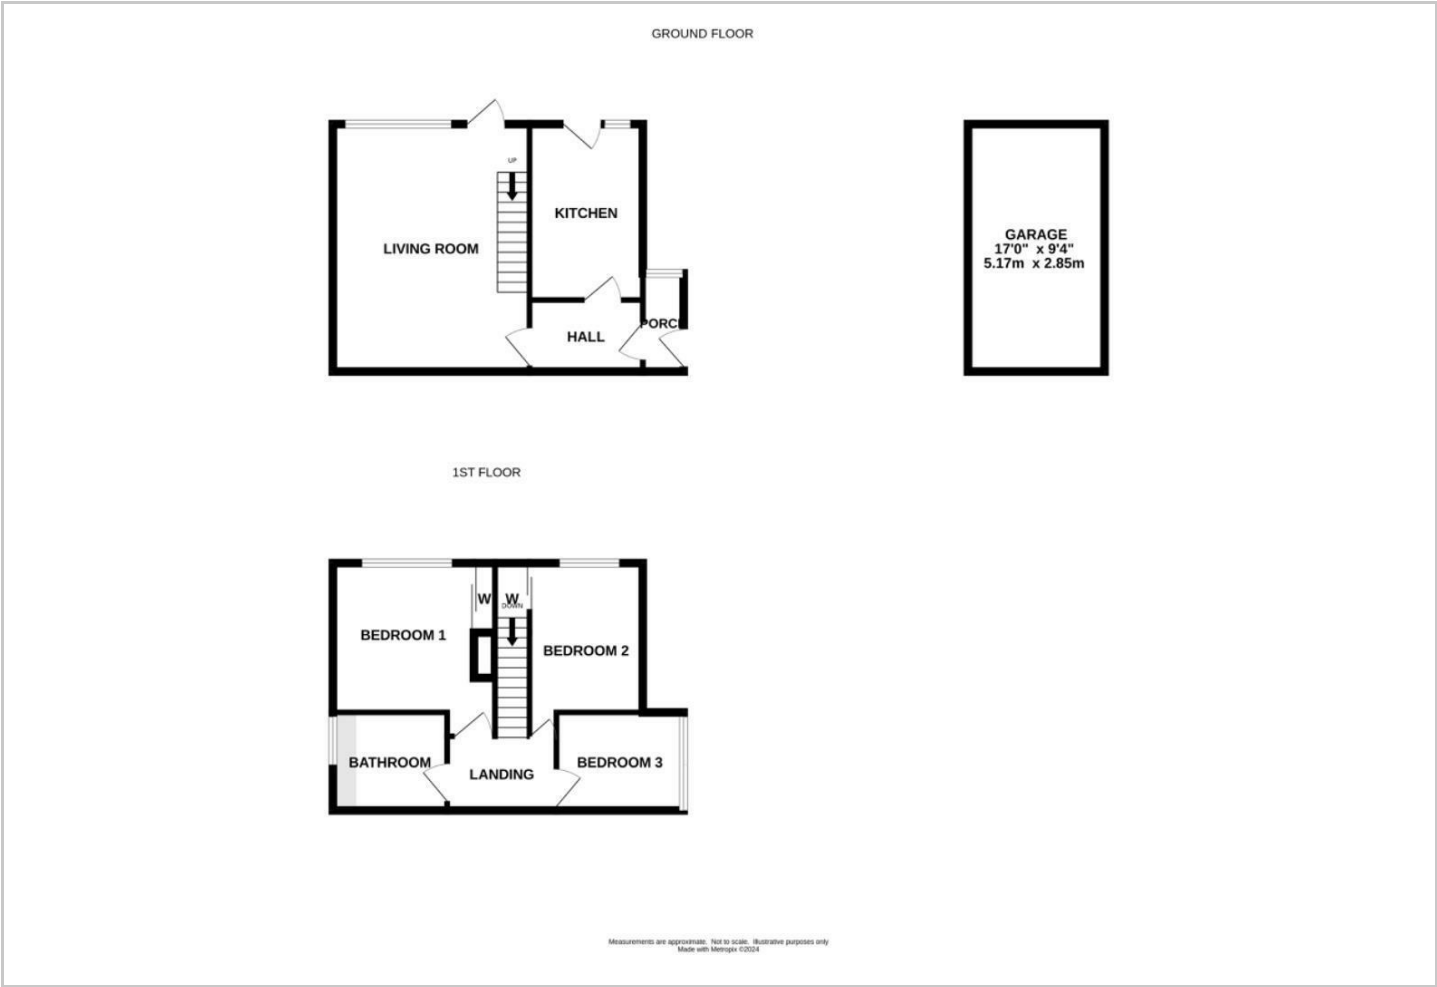 GROUND FLOOR
UP
KITCHEN
LIVING ROOM
GARAGE
17'0" x 9'4"
5.17m x 2.85m
PORC
HALL
1ST FLOOR
W
W
DOWN
BEDROOM 1
BEDROOM 2
BATHROOM
BEDROOM 3
LANDING
Measurements are approximate. Not to scale. Illustrative purposes only
Made with Metropix ©2024